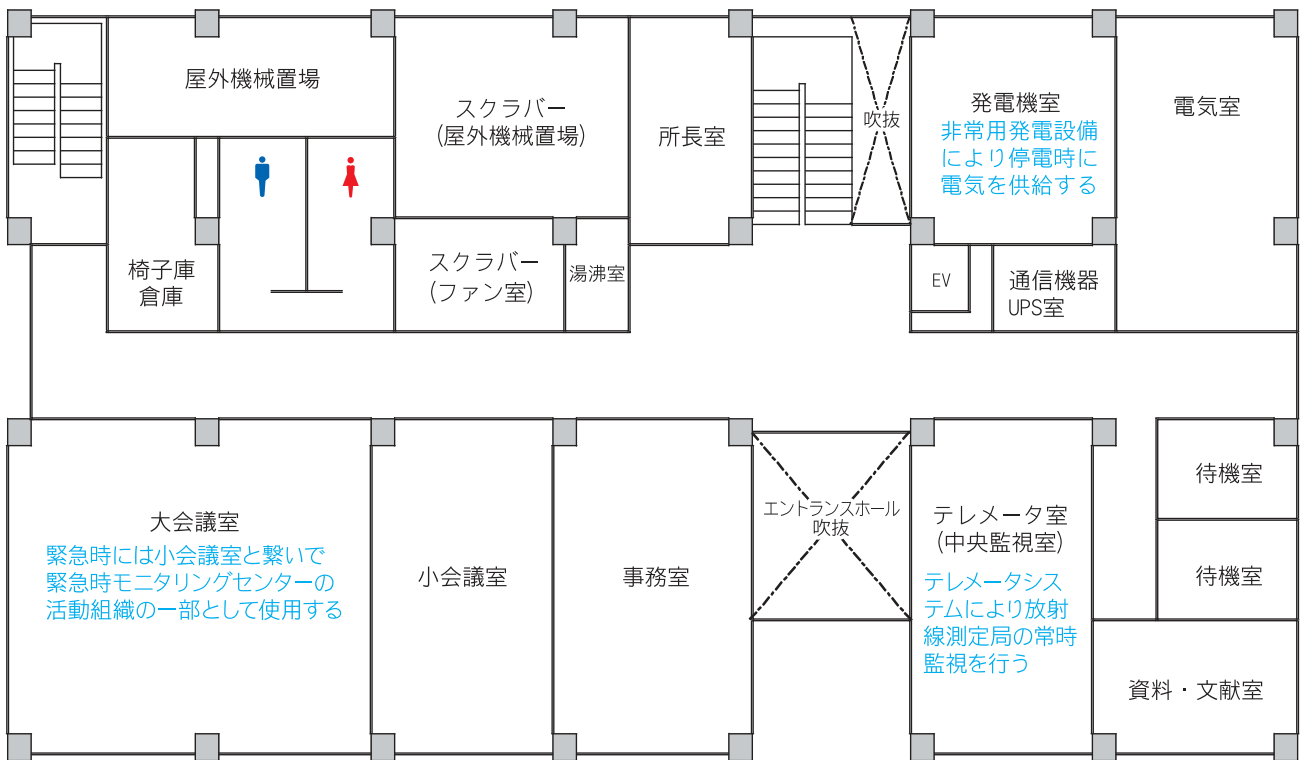 屋外機械置場
スクラバー
(屋外機械置場)
所長室
吹抜
発電機室
非常用発電設備
により停電時に
電気を供給する
電気室
椅子庫
倉庫
スクラバー
(ファン室)
湯沸室
EV
通信機器
UPS室
大会議室
緊急時には小会議室と繋いで
緊急時モニタリングセンターの
活動組織の一部として使用する
小会議室
事務室
エントランスホール
吹抜
テレメータ室
(中央監視室)
テレメータシス
テムにより放射
線測定局の常時
監視を行う
待機室
待機室
資料・文献室